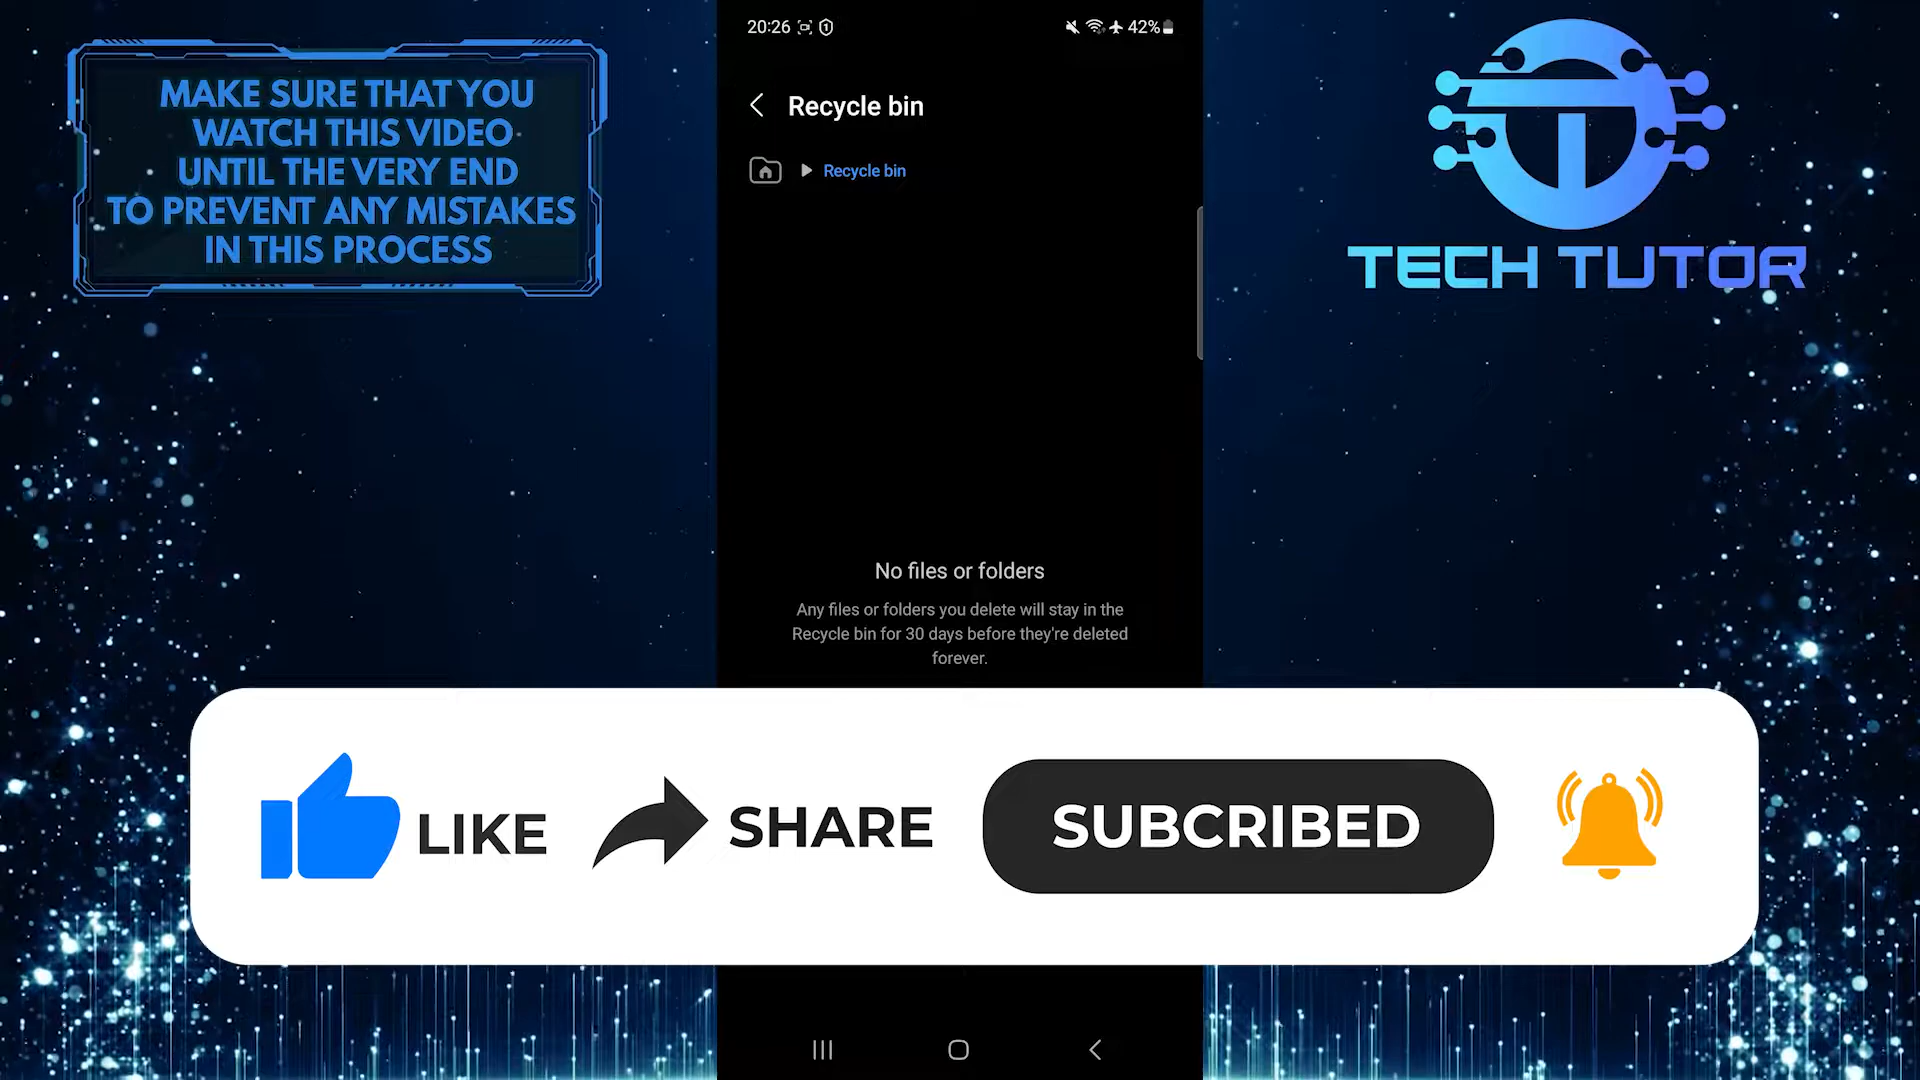 MAKE SURE THAT YOU
WATCH THIS VIDEO
UNTIL THE VERY END
TO PREVENT ANY MISTAKES
IN THIS PROCESS
20:26
42%
Recycle bin
Recycle bin
No files or folders
Any files or folders you delete will stay in the
Recycle bin for 30 days before they're deleted
forever.
TECH TUTOR
LIKE
SHARE
SUBCRIBED